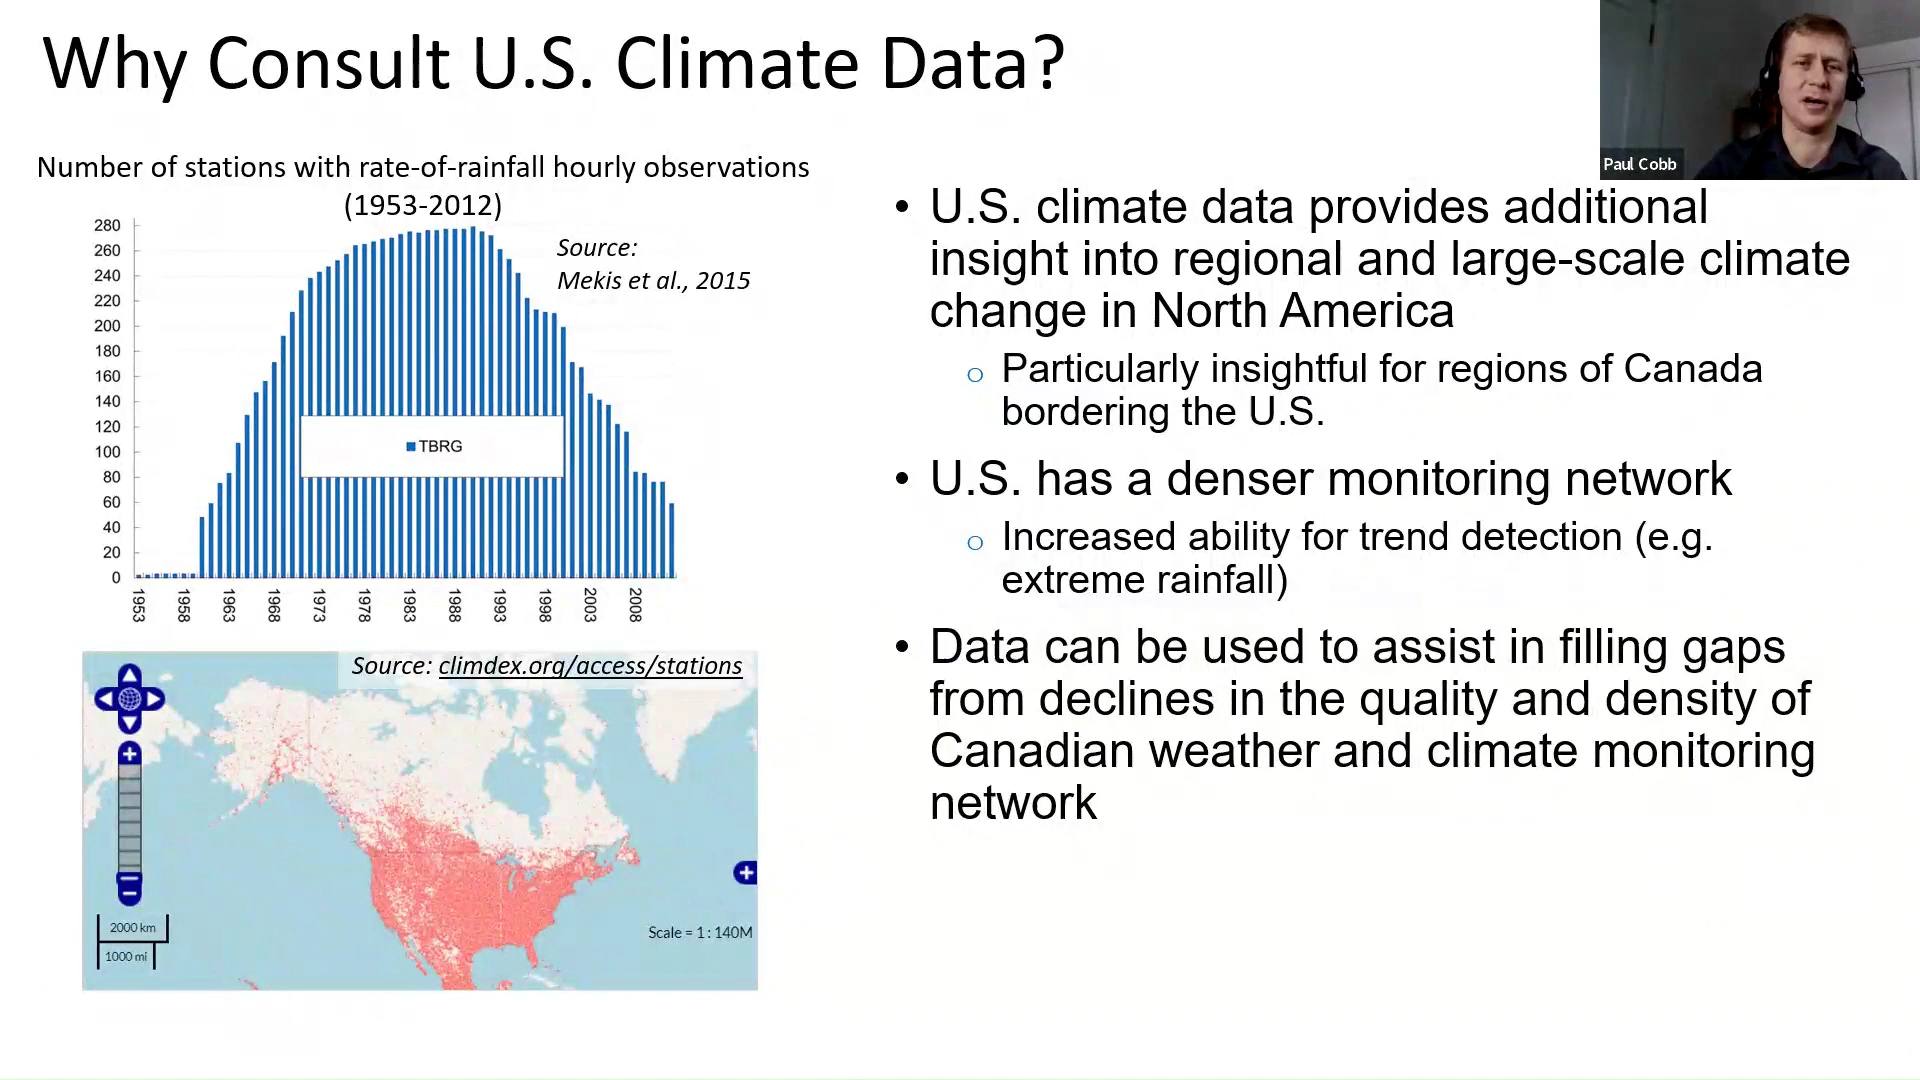 Why Consult U.S. Climate Data?
Paul Cobb
Number of stations with rate-of-rainfall hourly observations
(1953-2012)
Source:
Mekis et al., 2015
280
260
240
220
200
180
160
140
120
100
80
60
40
20
0
TBRG
1953
1958
1963
1968
1973
1978
1983
1988
1993
1998
2003
2008
Source: climdex.org/access/stations
2000 km
1000 mi
Scale = 1 : 140M
• U.S. climate data provides additional
insight into regional and large-scale climate
change in North America
o Particularly insightful for regions of Canada
bordering the U.S.
• U.S. has a denser monitoring network
o Increased ability for trend detection (e.g.
extreme rainfall)
• Data can be used to assist in filling gaps
from declines in the quality and density of
Canadian weather and climate monitoring
network